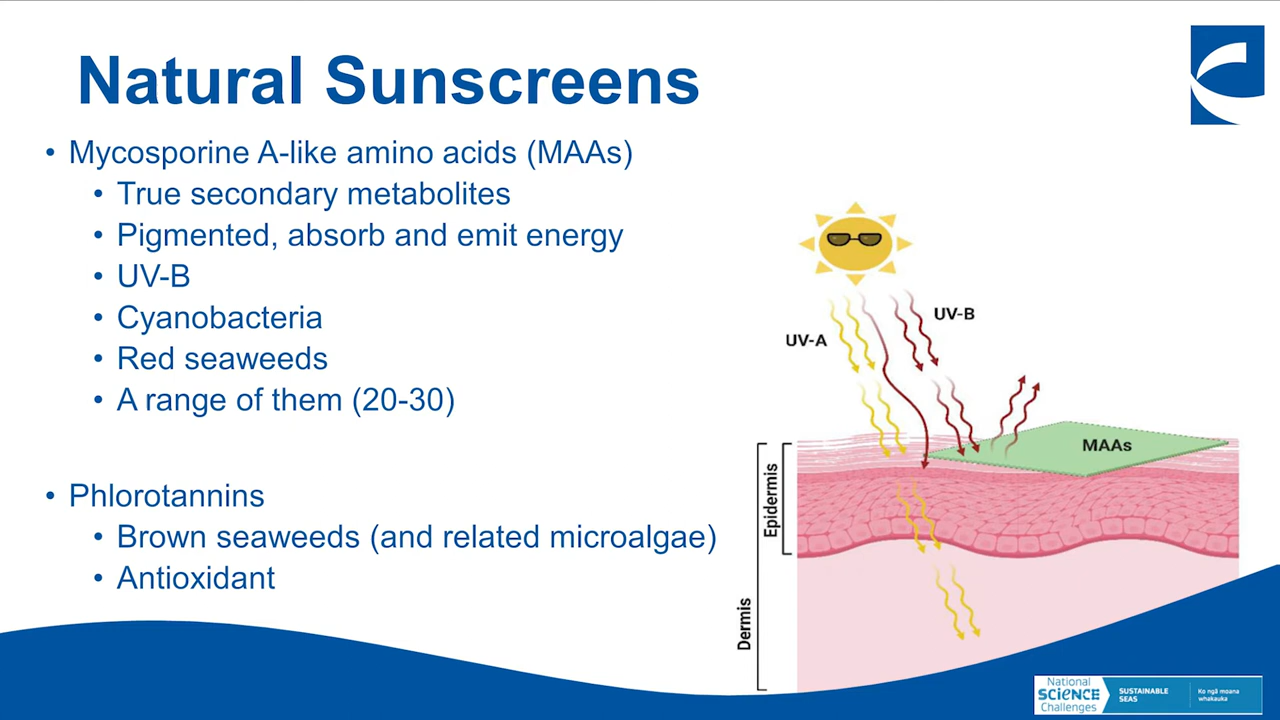 Natural Sunscreens
• Mycosporine A-like amino acids (MAAs)
• True secondary metabolites
• Pigmented, absorb and emit energy
• UV-B
• Cyanobacteria
• Red seaweeds
• A range of them (20-30)
• Phlorotannins
• Brown seaweeds (and related microalgae)
• Antioxidant
UV-A
UV-B
MAAs
Epidermis
Dermis
National
SCIENCE
Challenges
SUSTAINABLE
SEAS
Ko ngā moana
whakauka